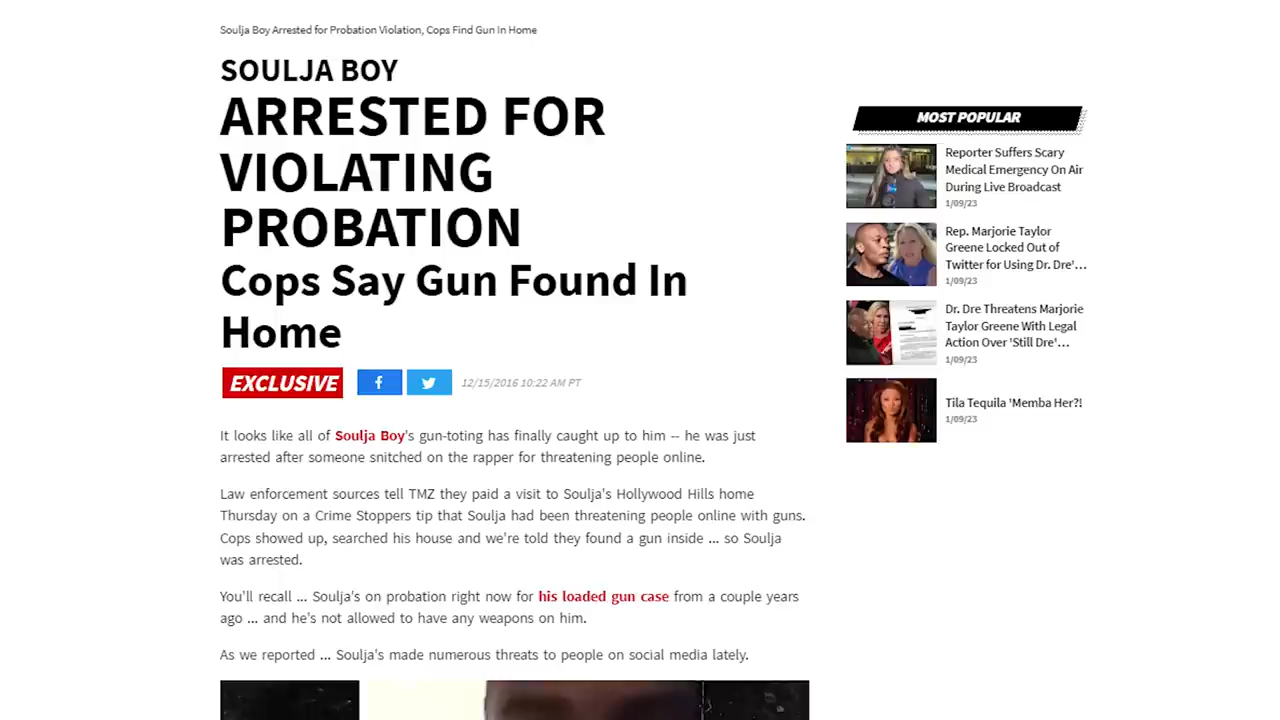 Soulja Boy Arrested for Probation Violation, Cops Find Gun In Home
SOULJA BOY
ARRESTED FOR
VIOLATING
PROBATION
Cops Say Gun Found In
Home
EXCLUSIVE
12/15/2016 10:22 AM PT
It looks like all of Soulja Boy's gun-toting has finally caught up to him -- he was just
arrested after someone snitched on the rapper for threatening people online.
Law enforcement sources tell TMZ they paid a visit to Soulja's Hollywood Hills home
Thursday on a Crime Stoppers tip that Soulja had been threatening people online with guns.
Cops showed up, searched his house and we're told they found a gun inside ... so Soulja
was arrested.
You'll recall ... Soulja's on probation right now for his loaded gun case from a couple years
ago ... and he's not allowed to have any weapons on him.
As we reported ... Soulja's made numerous threats to people on social media lately.
MOST POPULAR
Reporter Suffers Scary
Medical Emergency On Air
During Live Broadcast
1/09/23
Rep. Marjorie Taylor
Greene Locked Out of
Twitter for Using Dr. Dre'...
1/09/23
Dr. Dre Threatens Marjorie
Taylor Greene With Legal
Action Over 'Still Dre'...
1/09/23
Tila Tequila 'Memba Her?!
1/09/23